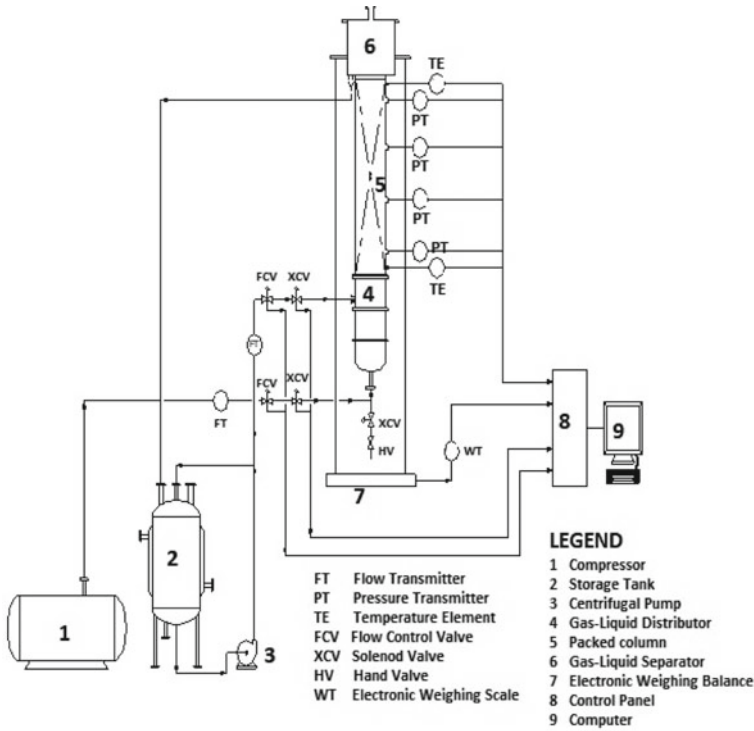 6
TE
PT
PT
5
PT
PT
TE
FCV XCV
4
FT
FCV XCV
FT
XCV
HV
WT
8
9
7
2
1
3
LEGEND
1 Compressor
2 Storage Tank
3 Centrifugal Pump
4 Gas-Liquid Distributor
5 Packed column
6 Gas-Liquid Separator
7 Electronic Weighing Balance
8 Control Panel
9 Computer
FT Flow Transmitter
PT Pressure Transmitter
TE Temperature Element
FCV Flow Control Valve
XCV Solenod Valve
HV Hand Valve
WT Electronic Weighing Scale